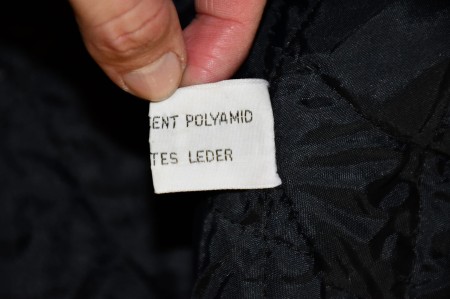 ENT POLYAMID
TES LEDER